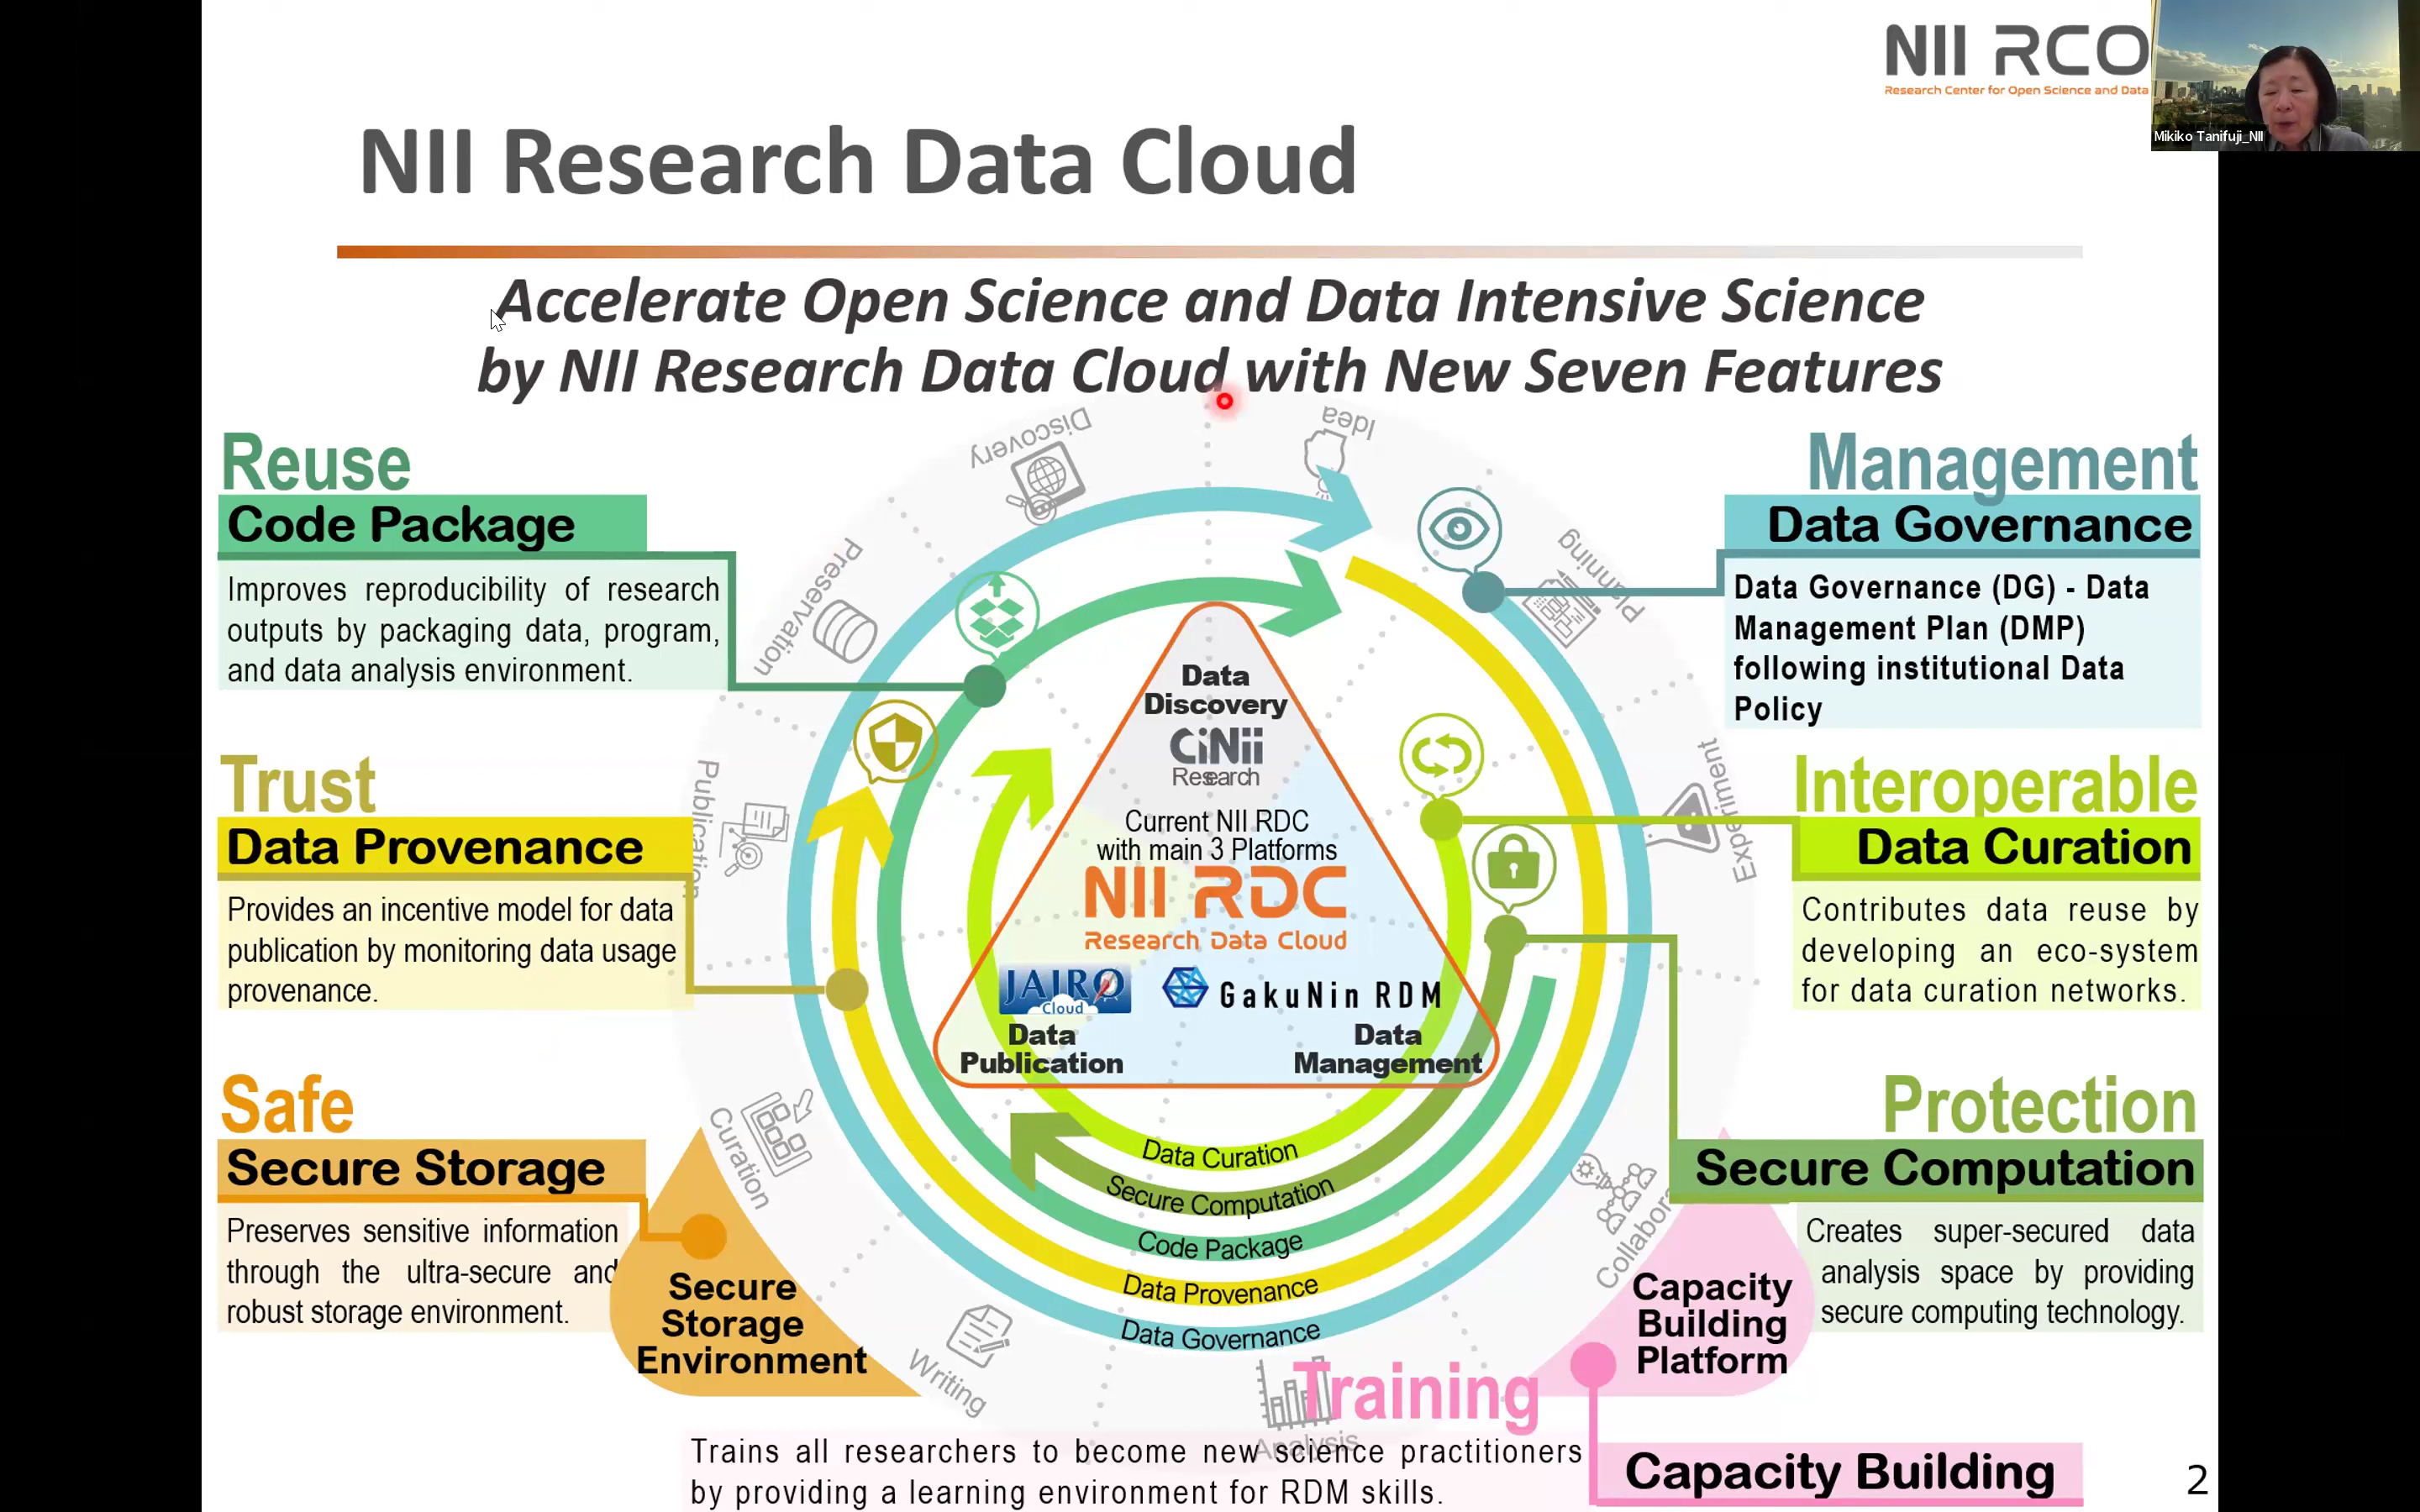 NII RCO
Research Center for Open Science and Data
Mikiko Tanifuji_NII
NII Research Data Cloud
Accelerate Open Science and Data Intensive Science
by NII Research Data Cloud with New Seven Features
Reuse
Code Package
Improves reproducibility of research
outputs by packaging data, program,
and data analysis environment.
Trust
Data Provenance
Provides an incentive model for data
publication by monitoring data usage
provenance.
Safe
Secure Storage
Preserves sensitive information
through the ultra-secure and
robust storage environment.
Secure
Storage
Environment
Discovery
Idea
Preservation
Planning
Publication
Experiment
Curation
Writing
Analysis
Data
Discovery
CiNii
Research
Current NII RDC
with main 3 Platforms
NII RDC
Research Data Cloud
JAIRO
Cloud
GakuNin RDM
Data
Publication
Data
Management
Data Curation
Secure Computation
Code Package
Data Provenance
Data Governance
Management
Data Governance
Data Governance (DG) - Data
Management Plan (DMP)
following institutional Data
Policy
Interoperable
Data Curation
Contributes data reuse by
developing an eco-system
for data curation networks.
Protection
Secure Computation
Creates super-secured data
analysis space by providing
secure computing technology.
Capacity
Building
Platform
Training
Trains all researchers to become new science practitioners
by providing a learning environment for RDM skills.
Capacity Building
2